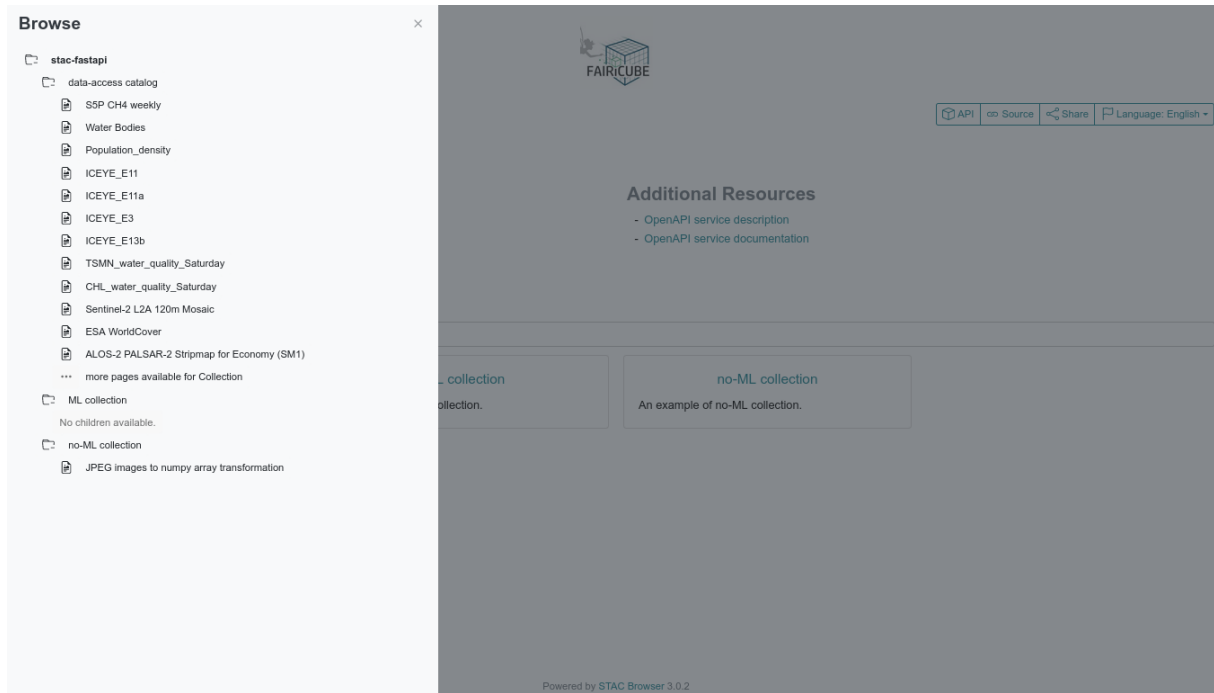 Browse
×
stac-fastapi
data-access catalog
S5P CH4 weekly
Water Bodies
Population_density
ICEYE_E11
ICEYE_E11a
ICEYE_E3
ICEYE_E13b
TSMN_water_quality_Saturday
CHL_water_quality_Saturday
Sentinel-2 L2A 120m Mosaic
ESA WorldCover
ALOS-2 PALSAR-2 Stripmap for Economy (SM1)
more pages available for Collection
ML collection
No children available.
no-ML collection
JPEG images to numpy array transformation
FAIRiCUBE
API
Source
Share
Language: English
Additional Resources
- OpenAPI service description
- OpenAPI service documentation
L collection
ollection.
no-ML collection
An example of no-ML collection.
Powered by STAC Browser 3.0.2